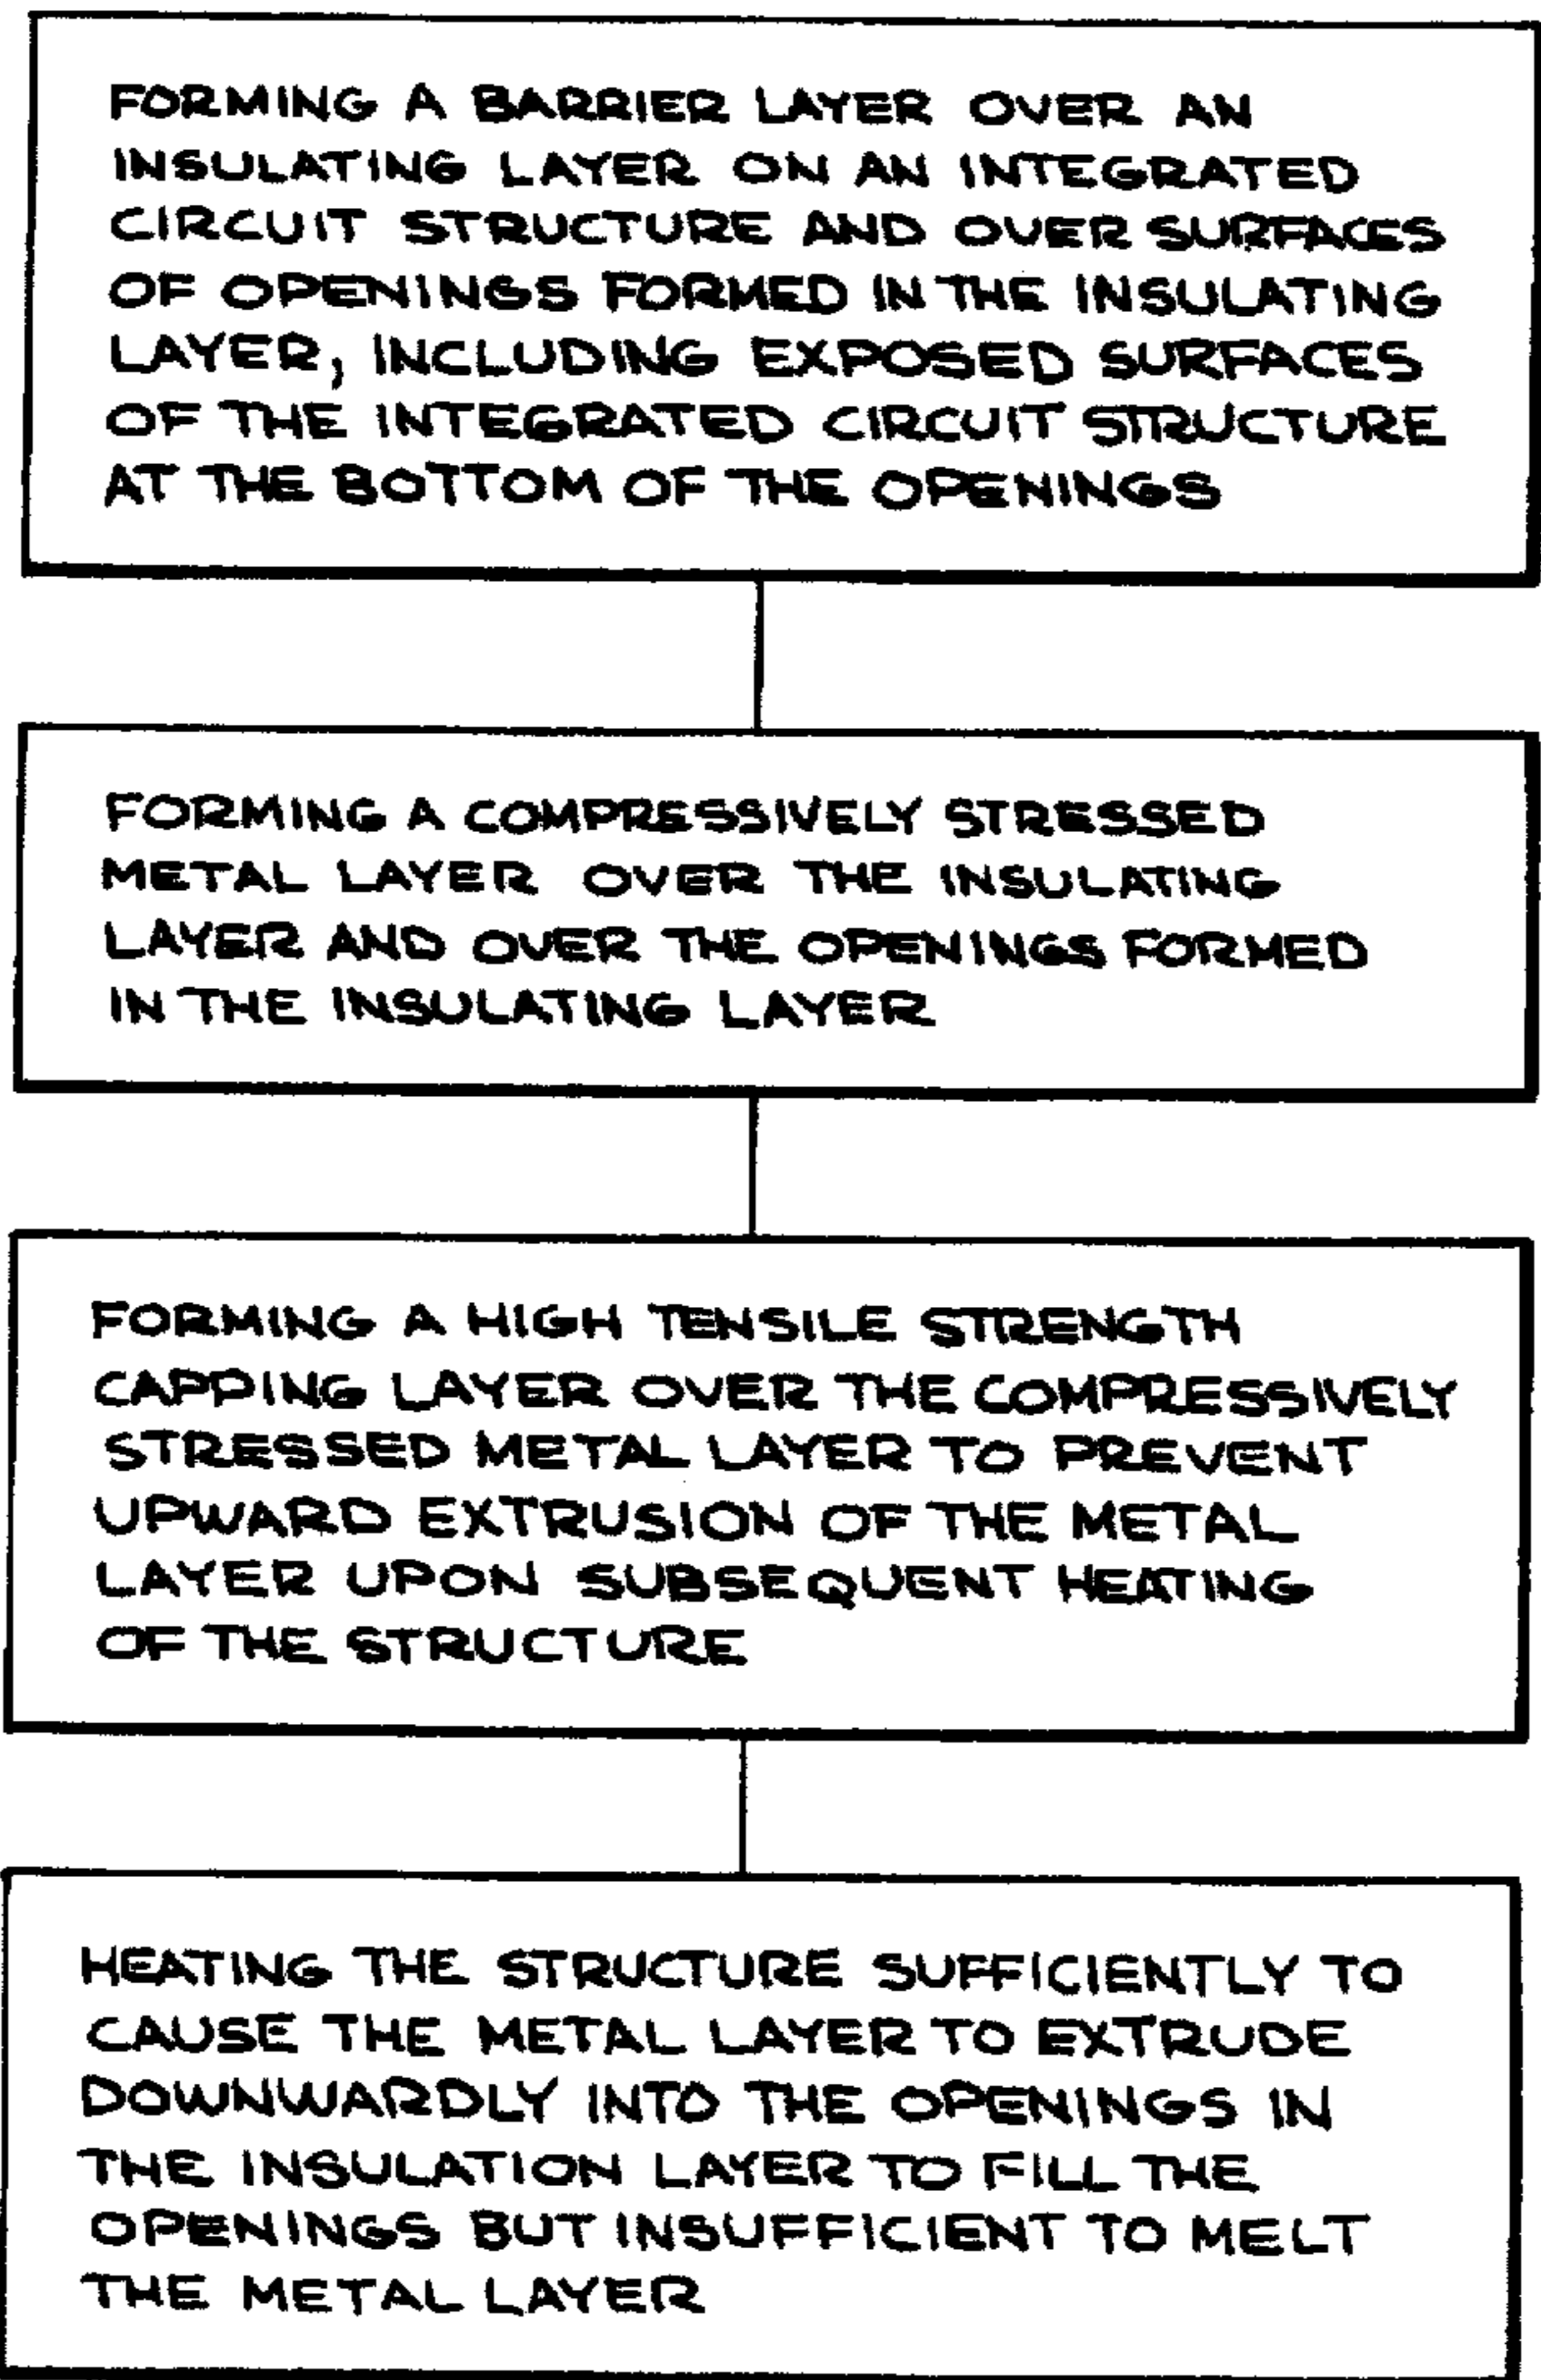 FORMING A BARRIER LAYER OVER AN
INSULATING LAYER ON AN INTEGRATED
CIRCUIT STRUCTURE AND OVER SURFACES
OF OPENINGS FORMED IN THE INSULATING
LAYER, INCLUDING EXPOSED SURFACES
OF THE INTEGRATED CIRCUIT STRUCTURE
AT THE BOTTOM OF THE OPENINGS
FORMING A COMPRESSIVELY STRESSED
METAL LAYER OVER THE INSULATING
LAYER AND OVER THE OPENINGS FORMED
IN THE INSULATING LAYER
FORMING A HIGH TENSILE STRENGTH
CAPPING LAYER OVER THE COMPRESSIVELY
STRESSED METAL LAYER TO PREVENT
UPWARD EXTRUSION OF THE METAL
LAYER UPON SUBSEQUENT HEATING
OF THE STRUCTURE
HEATING THE STRUCTURE SUFFICIENTLY TO
CAUSE THE METAL LAYER TO EXTRUDE
DOWNWARDLY INTO THE OPENINGS IN
THE INSULATION LAYER TO FILL THE
OPENINGS BUT INSUFFICIENT TO MELT
THE METAL LAYER